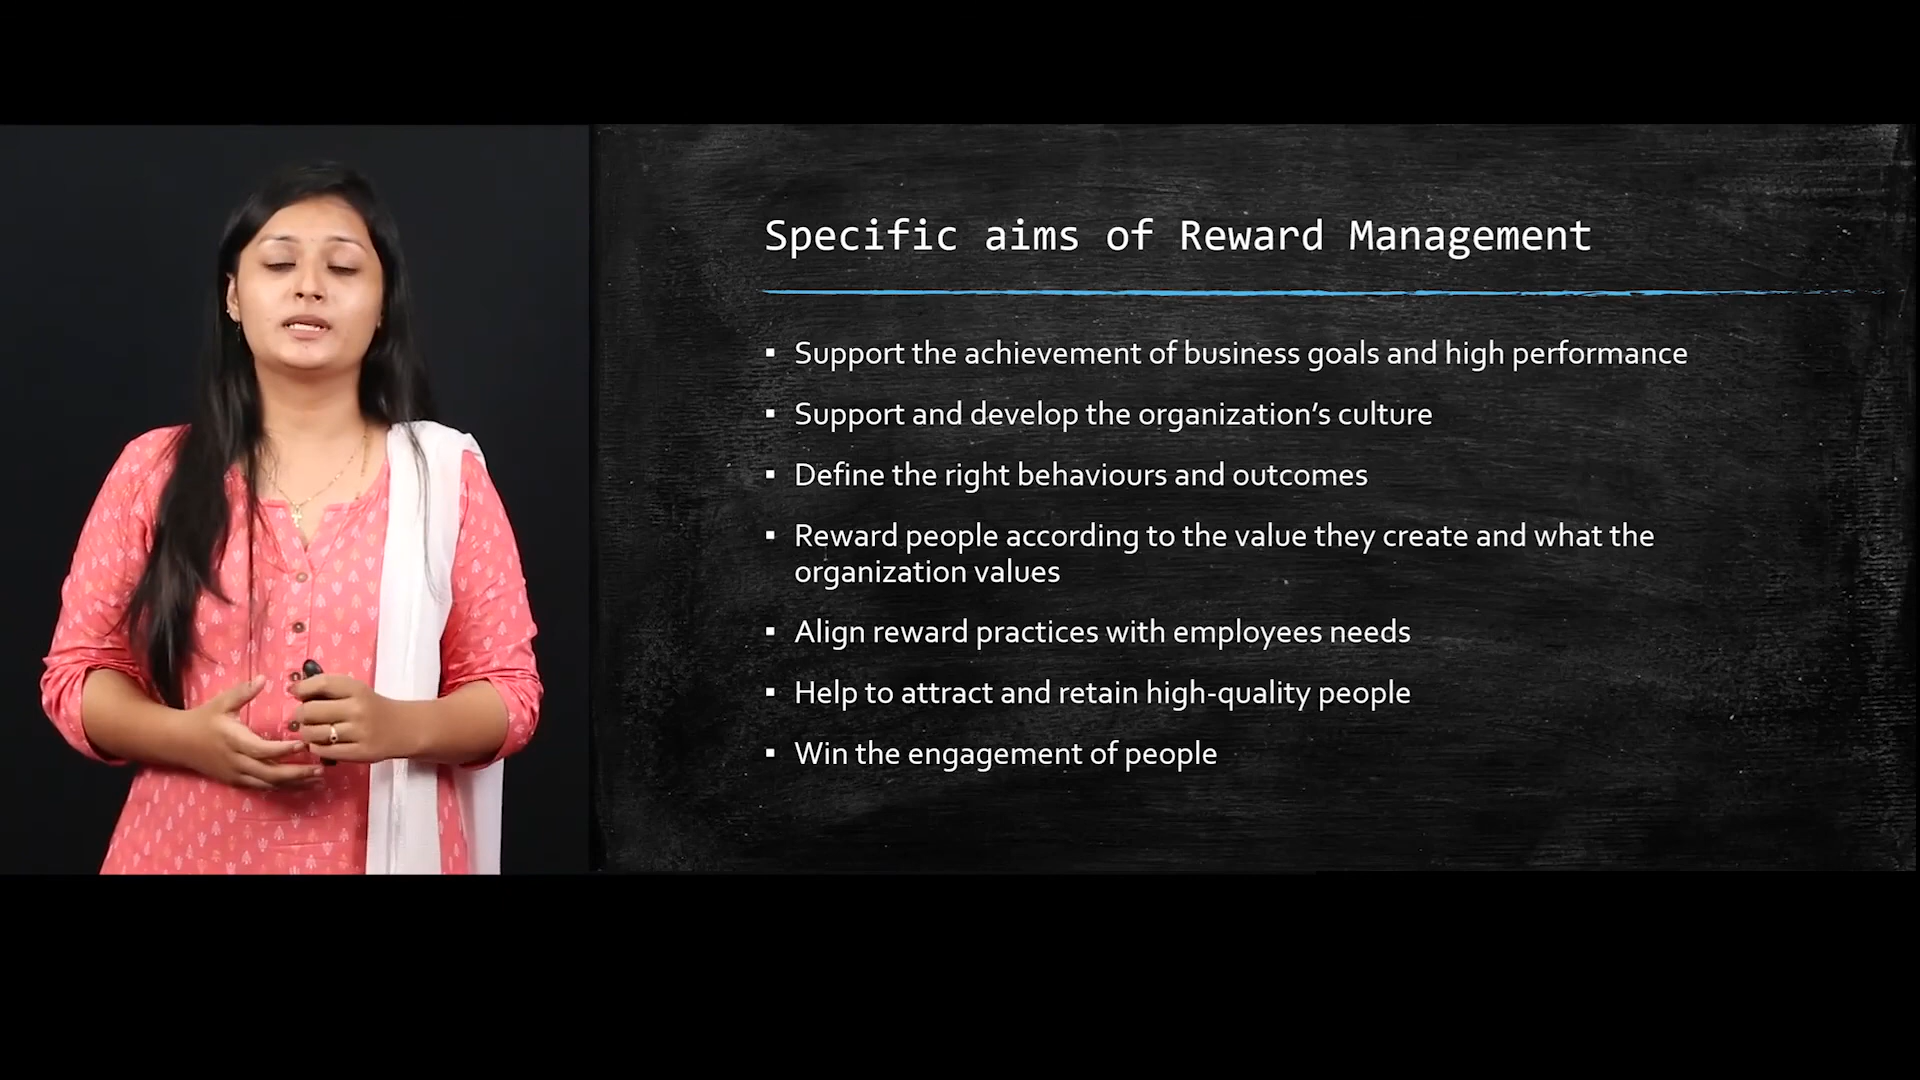 Specific aims of Reward Management
▪ Support the achievement of business goals and high performance
▪ Support and develop the organization’s culture
▪ Define the right behaviours and outcomes
▪ Reward people according to the value they create and what the
organization values
▪ Align reward practices with employees needs
▪ Help to attract and retain high-quality people
▪ Win the engagement of people